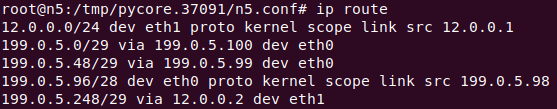 root@n5:/tmp/pycore.37091/n5.conf# ip route
12.0.0.0/24 dev eth1 proto kernel scope link src 12.0.0.1
199.0.5.0/29 via 199.0.5.100 dev eth0
199.0.5.48/29 via 199.0.5.99 dev eth0
199.0.5.96/28 dev eth0 proto kernel scope link src 199.0.5.98
199.0.5.248/29 via 12.0.0.2 dev eth1